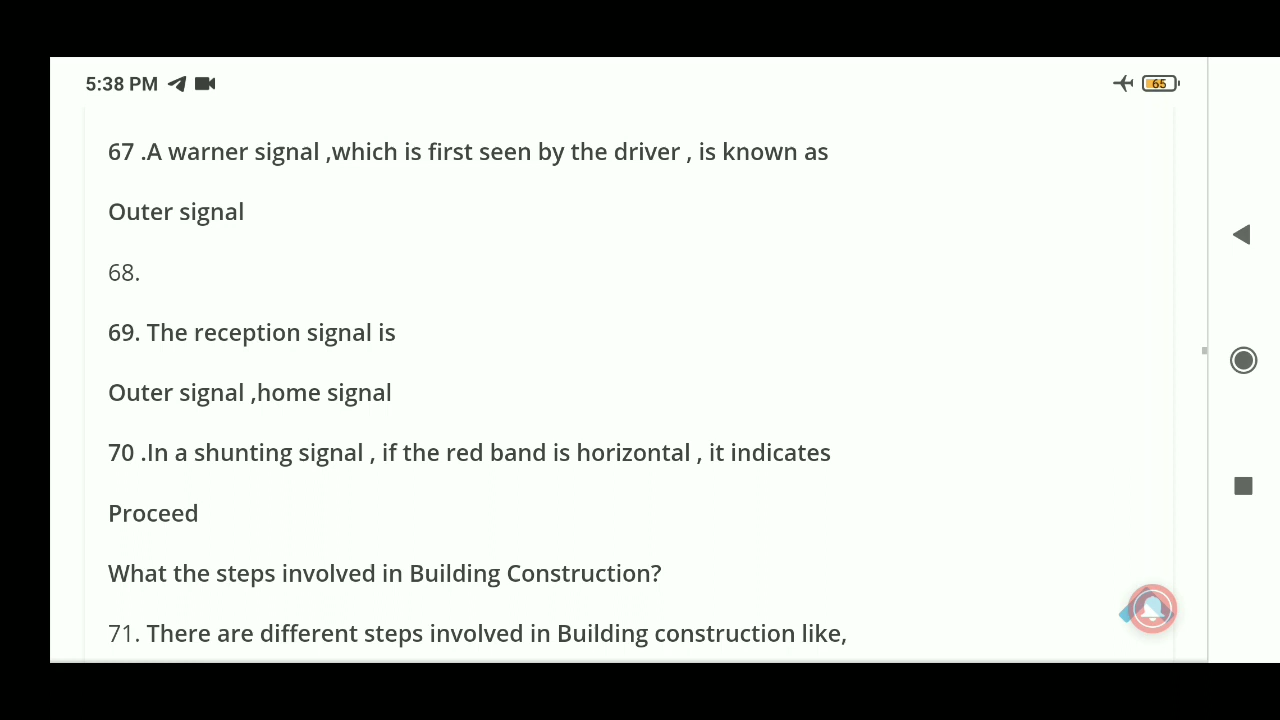 5:38 PM
65
67 .A warner signal ,which is first seen by the driver , is known as
Outer signal
68.
69. The reception signal is
Outer signal ,home signal
70 .In a shunting signal , if the red band is horizontal , it indicates
Proceed
What the steps involved in Building Construction?
71. There are different steps involved in Building construction like,